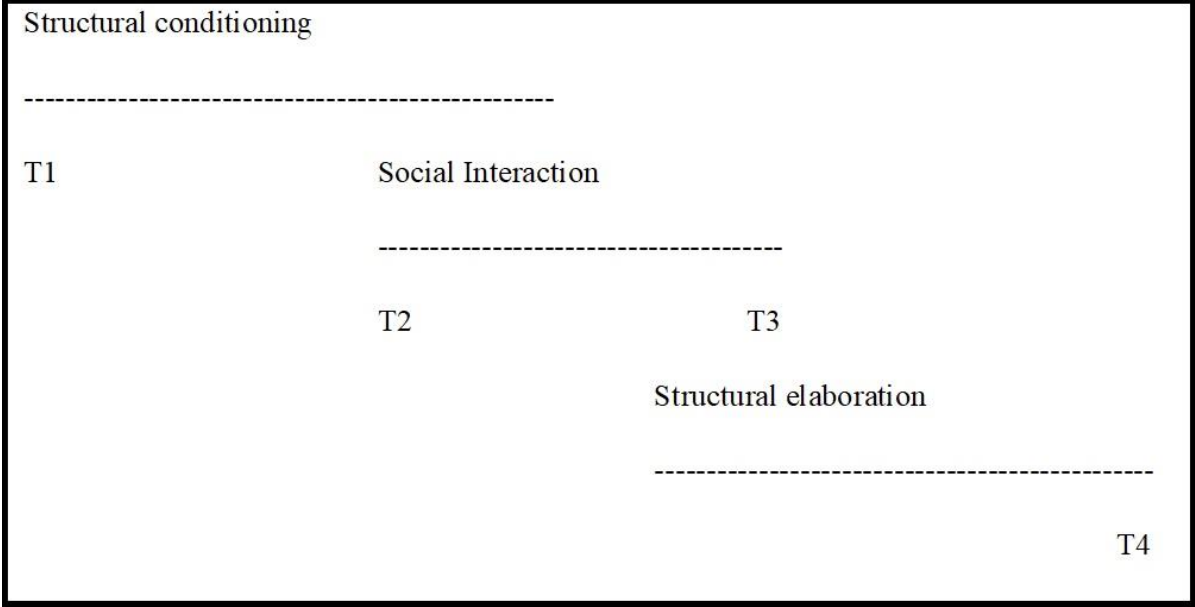 Structural conditioning
---------------------------------------------------
T1 Social Interaction
---------------------------------------
T2 T3
Structural elaboration
------------------------------------------------
T4